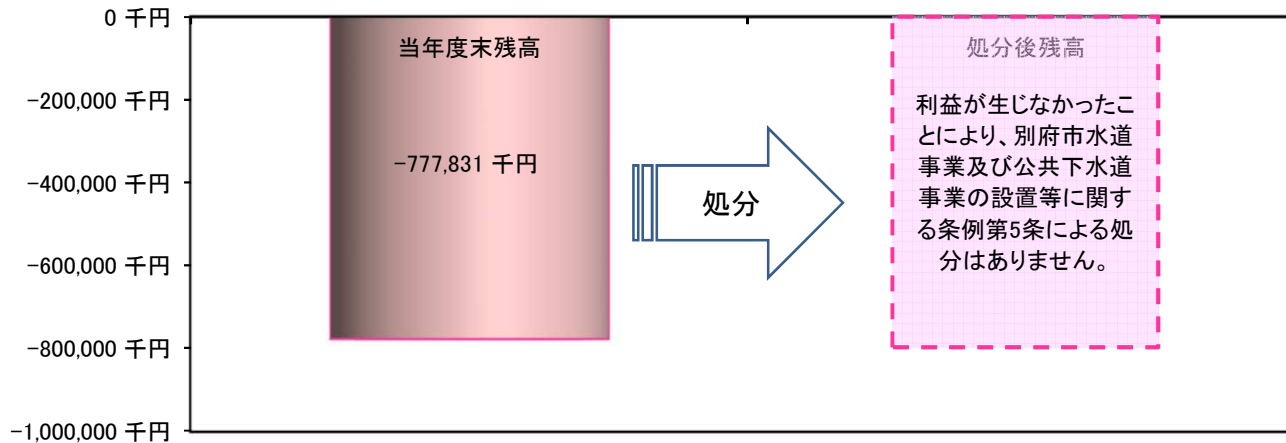 0 千円
-200,000 千円
-400,000 千円
-600,000 千円
-800,000 千円
-1,000,000 千円
当年度末残高
-777,831 千円
処分
処分後残高
利益が生じなかったこ
とにより、別府市水道
事業及び公共下水道
事業の設置等に関す
る条例第5条による処
分はありません。